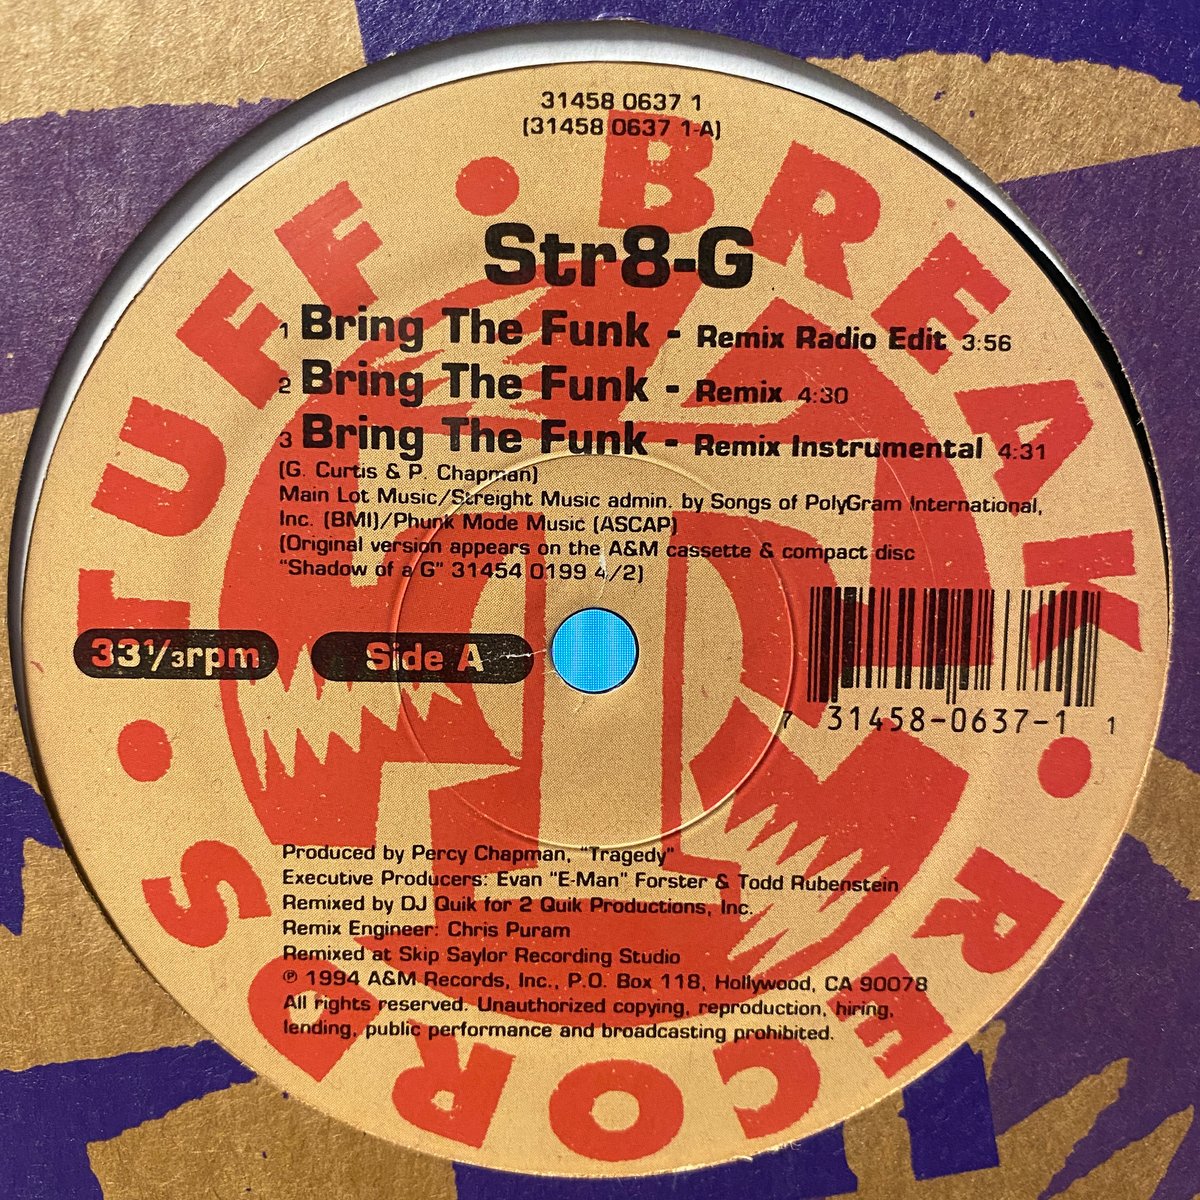 31458 0637 1
(31458 0637 1-A)
TUFF • BREAK • RECORDS •
Str8-G
1 Bring The Funk - Remix Radio Edit 3:56
2 Bring The Funk - Remix 4:30
3 Bring The Funk - Remix Instrumental 4:31
(G. Curtis & P. Chapman)
Main Lot Music/Streight Music admin. by Songs of PolyGram International,
Inc. (BMI)/Phunk Mode Music (ASCAP)
(Original version appears on the A&M cassette & compact disc
"Shadow of a G" 31454 0199 4/2)
33⅓rpm Side A
7 31458-0637-1 1
Produced by Percy Chapman, "Tragedy"
Executive Producers: Evan "E-Man" Forster & Todd Rubenstein
Remixed by DJ Quik for 2 Quik Productions, Inc.
Remix Engineer: Chris Puram
Remixed at Skip Saylor Recording Studio
℗ 1994 A&M Records, Inc., P.O. Box 118, Hollywood, CA 90078
All rights reserved. Unauthorized copying, reproduction, hiring,
lending, public performance and broadcasting prohibited.